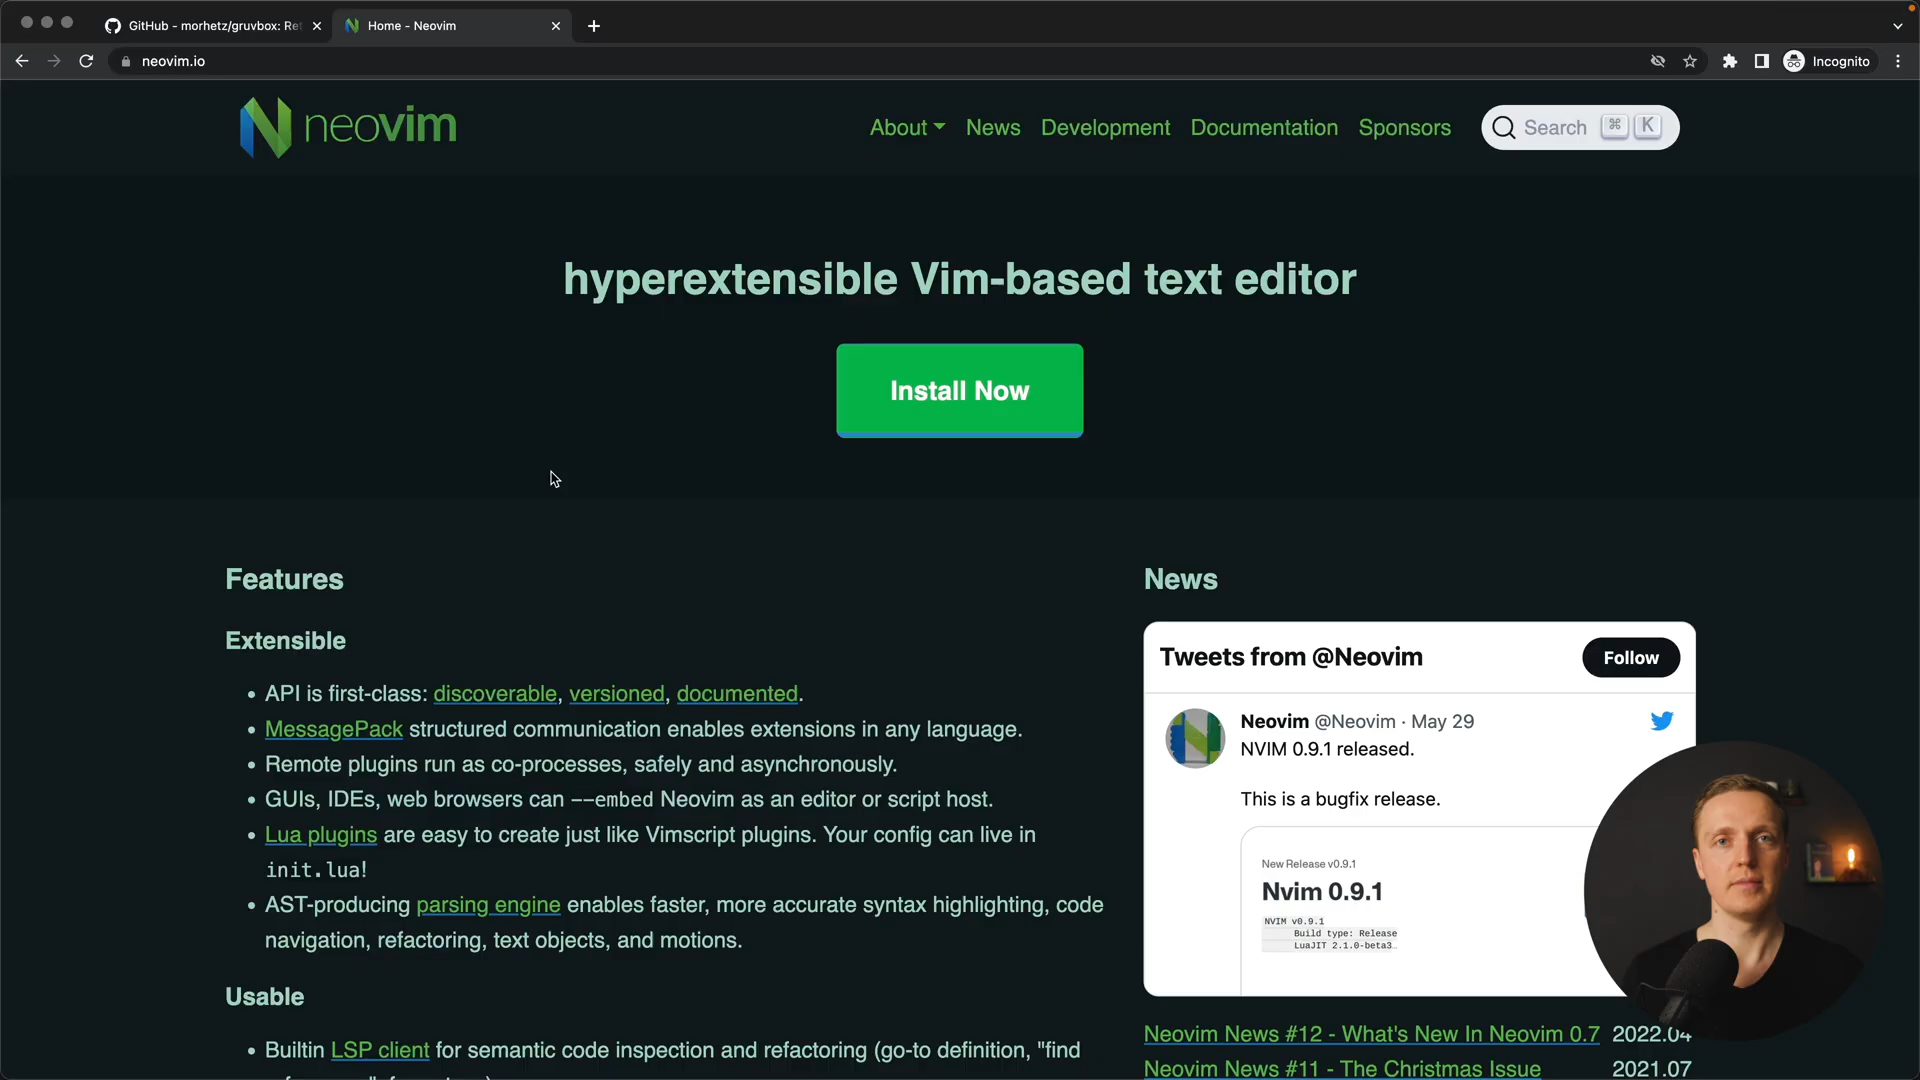 GitHub - morhetz/gruvbox: Ret
Home - Neovim
neovim.io
Incognito
neovim
About
News
Development
Documentation
Sponsors
Search ⌘ K
hyperextensible Vim-based text editor
Install Now
Features
Extensible
• API is first-class: discoverable, versioned, documented.
• MessagePack structured communication enables extensions in any language.
• Remote plugins run as co-processes, safely and asynchronously.
• GUIs, IDEs, web browsers can --embed Neovim as an editor or script host.
• Lua plugins are easy to create just like Vimscript plugins. Your config can live in
init.lua!
• AST-producing parsing engine enables faster, more accurate syntax highlighting, code
navigation, refactoring, text objects, and motions.
Usable
• Builtin LSP client for semantic code inspection and refactoring (go-to definition, "find
News
Tweets from @Neovim
Follow
Neovim @Neovim · May 29
NVIM 0.9.1 released.
This is a bugfix release.
New Release v0.9.1
Nvim 0.9.1
NVIM v0.9.1
Build type: Release
LuaJIT 2.1.0-beta3…
Neovim News #12 - What's New In Neovim 0.7 2022.04
Neovim News #11 - The Christmas Issue 2021.07